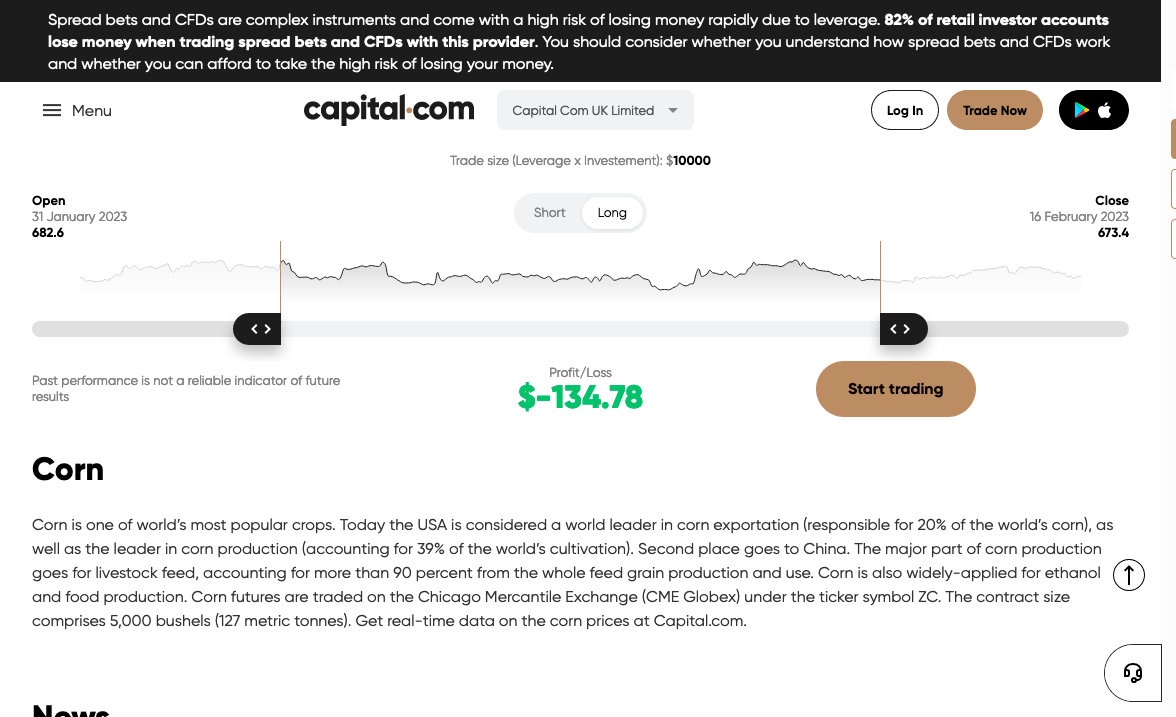 Spread bets and CFDs are complex instruments and come with a high risk of losing money rapidly due to leverage. 82% of retail investor accounts
lose money when trading spread bets and CFDs with this provider. You should consider whether you understand how spread bets and CFDs work
and whether you can afford to take the high risk of losing your money.
Menu
capital.com
Capital Com UK Limited
Log In
Trade Now
Trade size (Leverage x Investement): $10000
Open
31 January 2023
682.6
Short
Long
Close
16 February 2023
673.4
Past performance is not a reliable indicator of future
results
Profit/Loss
$-134.78
Start trading
Corn
Corn is one of world's most popular crops. Today the USA is considered a world leader in corn exportation (responsible for 20% of the world's corn), as
well as the leader in corn production (accounting for 39% of the world's cultivation). Second place goes to China. The major part of corn production
goes for livestock feed, accounting for more than 90 percent from the whole feed grain production and use. Corn is also widely-applied for ethanol
and food production. Corn futures are traded on the Chicago Mercantile Exchange (CME Globex) under the ticker symbol ZC. The contract size
comprises 5,000 bushels (127 metric tonnes). Get real-time data on the corn prices at Capital.com.
News